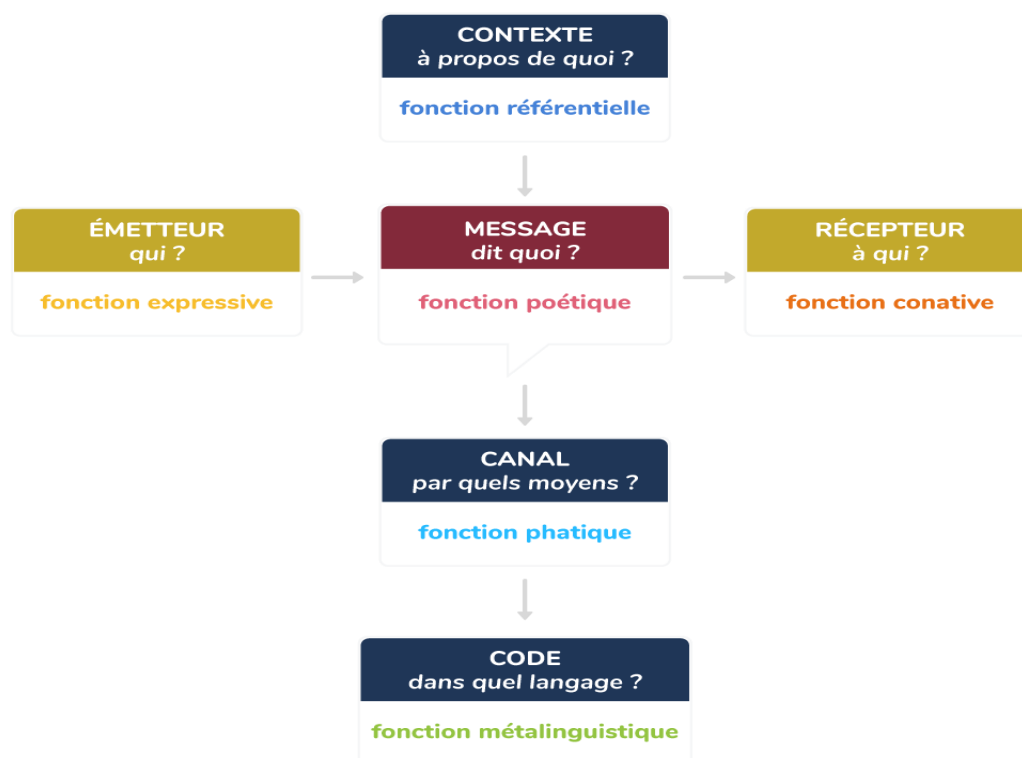 CONTEXTE
à propos de quoi ?
fonction référentielle
ÉMETTEUR
qui ?
fonction expressive
MESSAGE
dit quoi ?
fonction poétique
RÉCEPTEUR
à qui ?
fonction conative
CANAL
par quels moyens ?
fonction phatique
CODE
dans quel langage ?
fonction métalinguistique